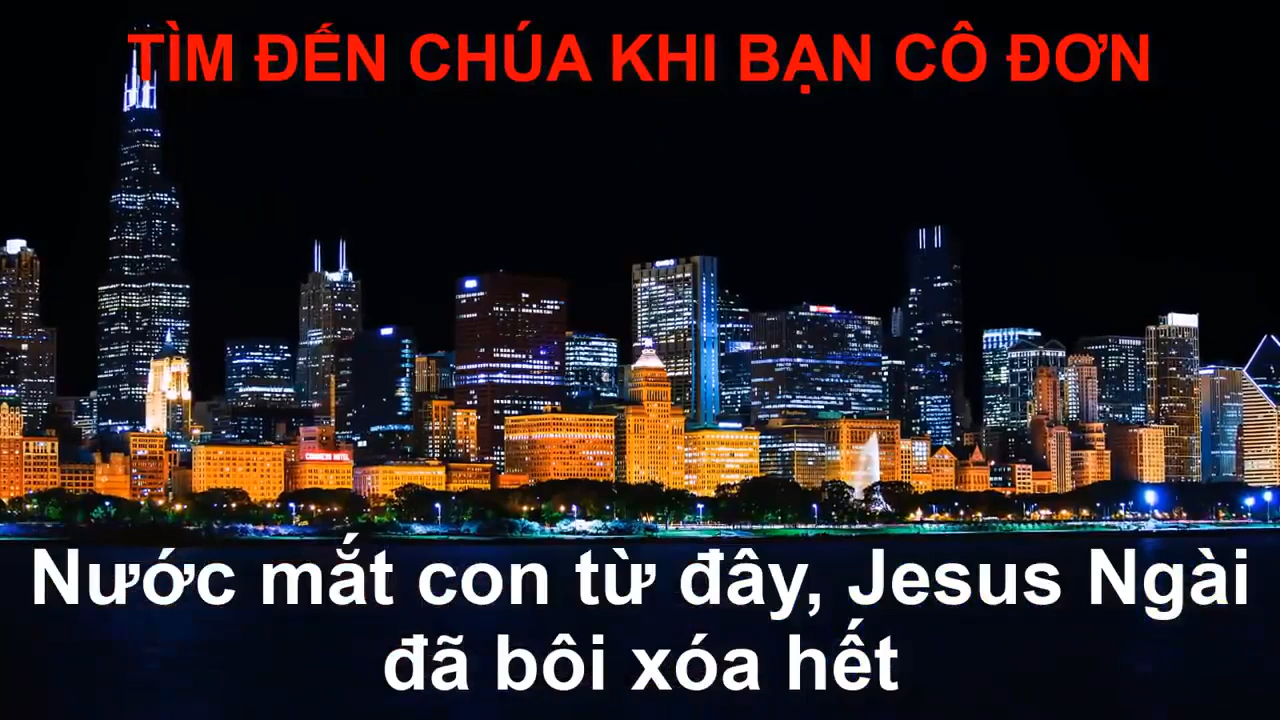 TÌM ĐẾN CHÚA KHI BẠN CÔ ĐƠN
Nước mắt con từ đây, Jesus Ngài
đã bôi xóa hết